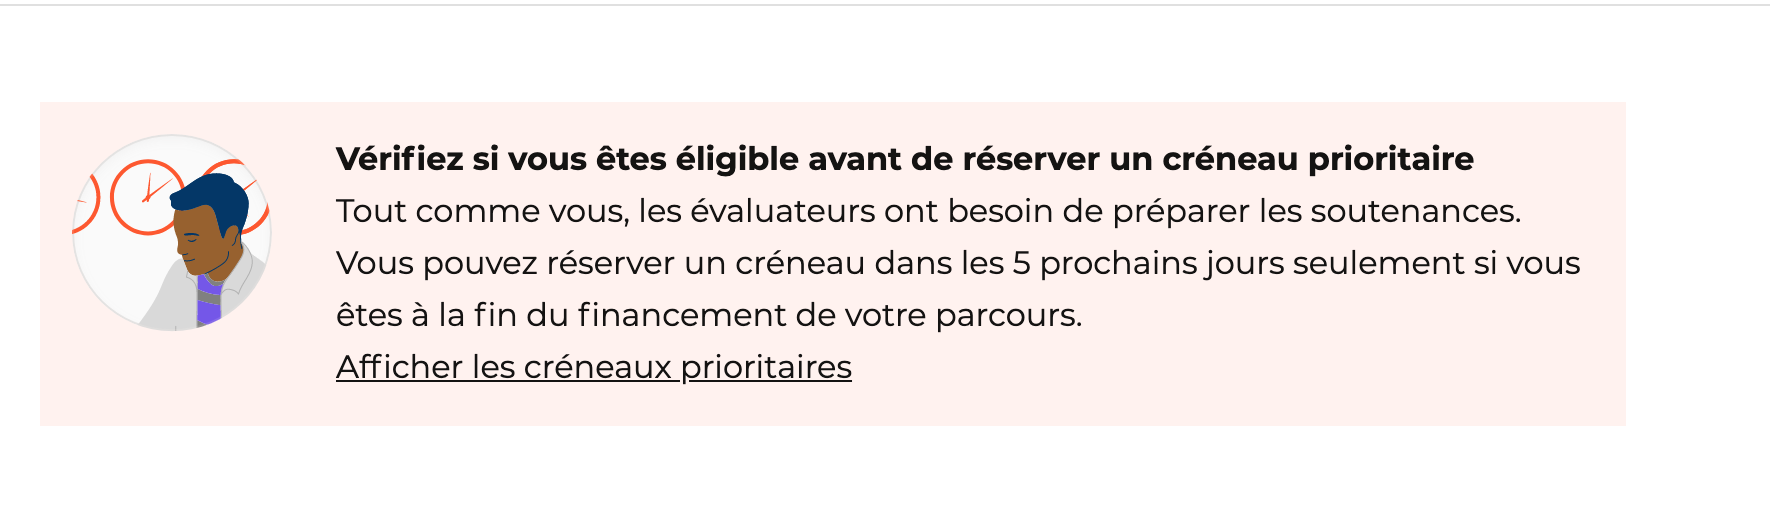 Vérifiez si vous êtes éligible avant de réserver un créneau prioritaire
Tout comme vous, les évaluateurs ont besoin de préparer les soutenances.
Vous pouvez réserver un créneau dans les 5 prochains jours seulement si vous
êtes à la fin du financement de votre parcours.
Afficher les créneaux prioritaires